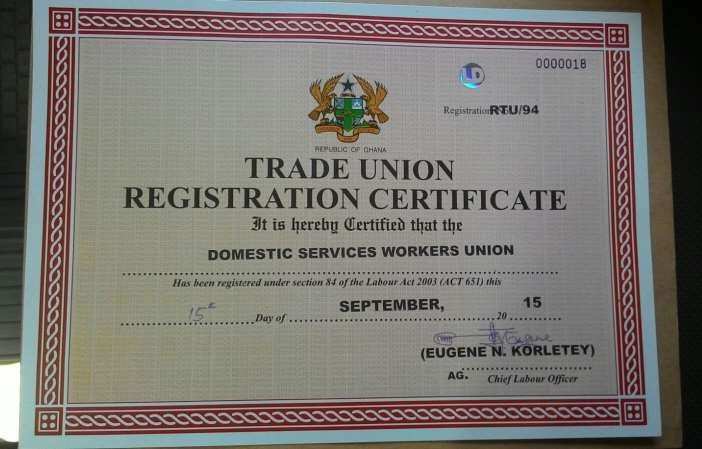 0000018
LD
Registration RTU/94
REPUBLIC OF GHANA
TRADE UNION
REGISTRATION CERTIFICATE
It is hereby Certified that the
DOMESTIC SERVICES WORKERS UNION
Has been registered under section 84 of the Labour Act 2003 (ACT 651) this
15th Day of SEPTEMBER, 20 15
(EUGENE N. KORLETEY)
AG. Chief Labour Officer